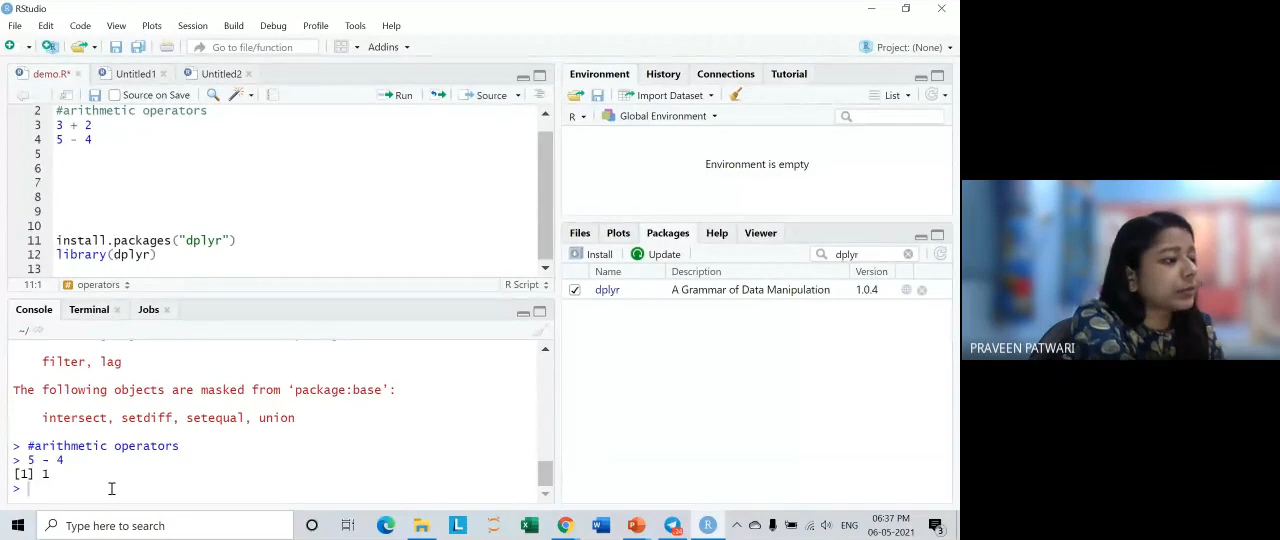 RStudio
File Edit Code View Plots Session Build Debug Profile Tools Help
Go to file/function Addins Project: (None)
demo.R* Untitled1 Untitled2
Source on Save Run Source
2 #arithmetic operators
3 3 + 2
4 5 - 4
5
6
7
8
9
10
11 install.packages("dplyr")
12 library(dplyr)
13
11:1 # operators R Script
Console Terminal Jobs
~/
filter, lag
The following objects are masked from ‘package:base’:
intersect, setdiff, setequal, union
> #arithmetic operators
> 5 - 4
[1] 1
>
Environment History Connections Tutorial
Import Dataset List
R Global Environment
Environment is empty
Files Plots Packages Help Viewer
Install Update dplyr
Name Description Version
dplyr A Grammar of Data Manipulation 1.0.4
PRAVEEN PATWARI
Type here to search
ENG
06:37 PM
06-05-2021
3